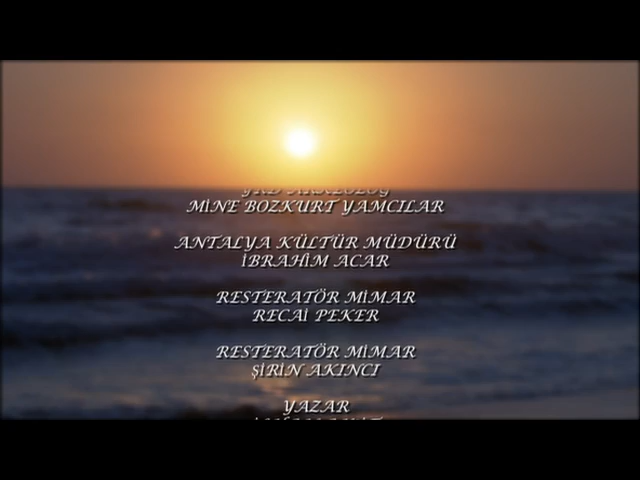 MİNE BOZKURT YAMCILAR
ANTALYA KÜLTÜR MÜDÜRÜ
İBRAHİM ACAR
RESTERATÖR MİMAR
RECAİ PEKER
RESTERATÖR MİMAR
ŞİRİN AKINCI
YAZAR